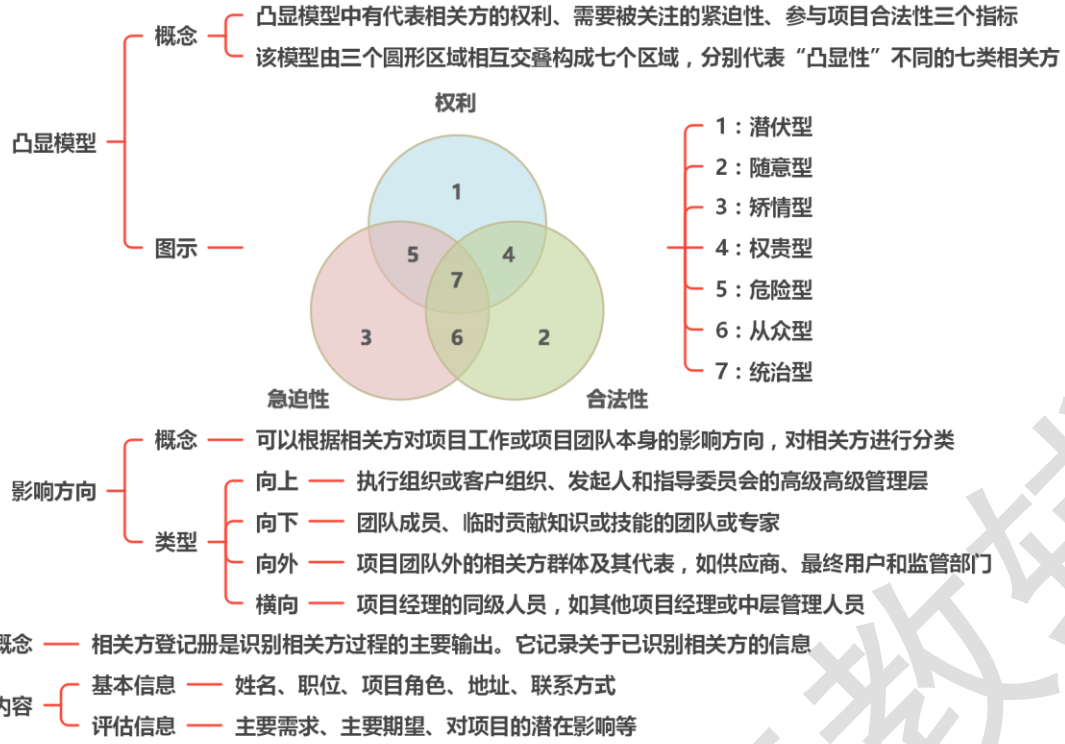 凸显模型
概念
凸显模型中有代表相关方的权利、需要被关注的紧迫性、参与项目合法性三个指标
该模型由三个圆形区域相互交叠构成七个区域，分别代表“凸显性”不同的七类相关方
图示
权利
1
5
4
7
3
6
2
急迫性
合法性
1：潜伏型
2：随意型
3：矫情型
4：权贵型
5：危险型
6：从众型
7：统治型
影响方向
概念
可以根据相关方对项目工作或项目团队本身的影响方向，对相关方进行分类
类型
向上
执行组织或客户组织、发起人和指导委员会的高级高级管理层
向下
团队成员、临时贡献知识或技能的团队或专家
向外
项目团队外的相关方群体及其代表，如供应商、最终用户和监管部门
横向
项目经理的同级人员，如其他项目经理或中层管理人员
概念
相关方登记册是识别相关方过程的主要输出。它记录关于已识别相关方的信息
内容
基本信息
姓名、职位、项目角色、地址、联系方式
评估信息
主要需求、主要期望、对项目的潜在影响等